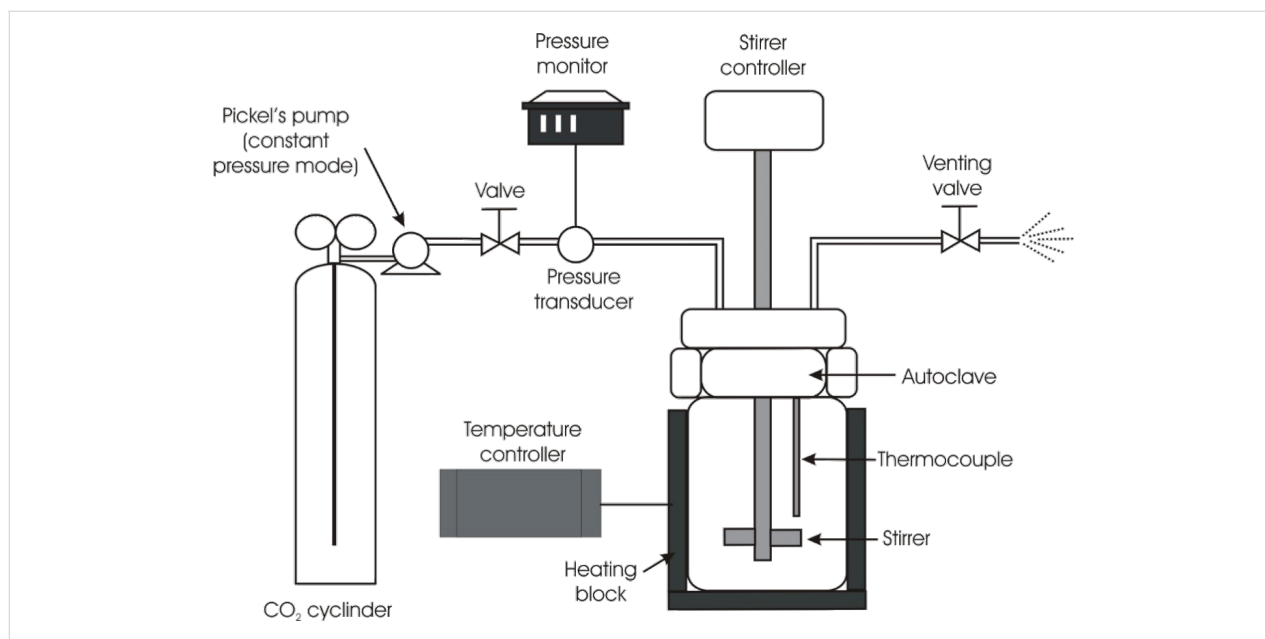 Pressure
monitor
Stirrer
controller
Pickel's pump
(constant
pressure mode)
Valve
Venting
valve
Pressure
transducer
Autoclave
Temperature
controller
Thermocouple
Stirrer
Heating
block
CO₂ cyclinder